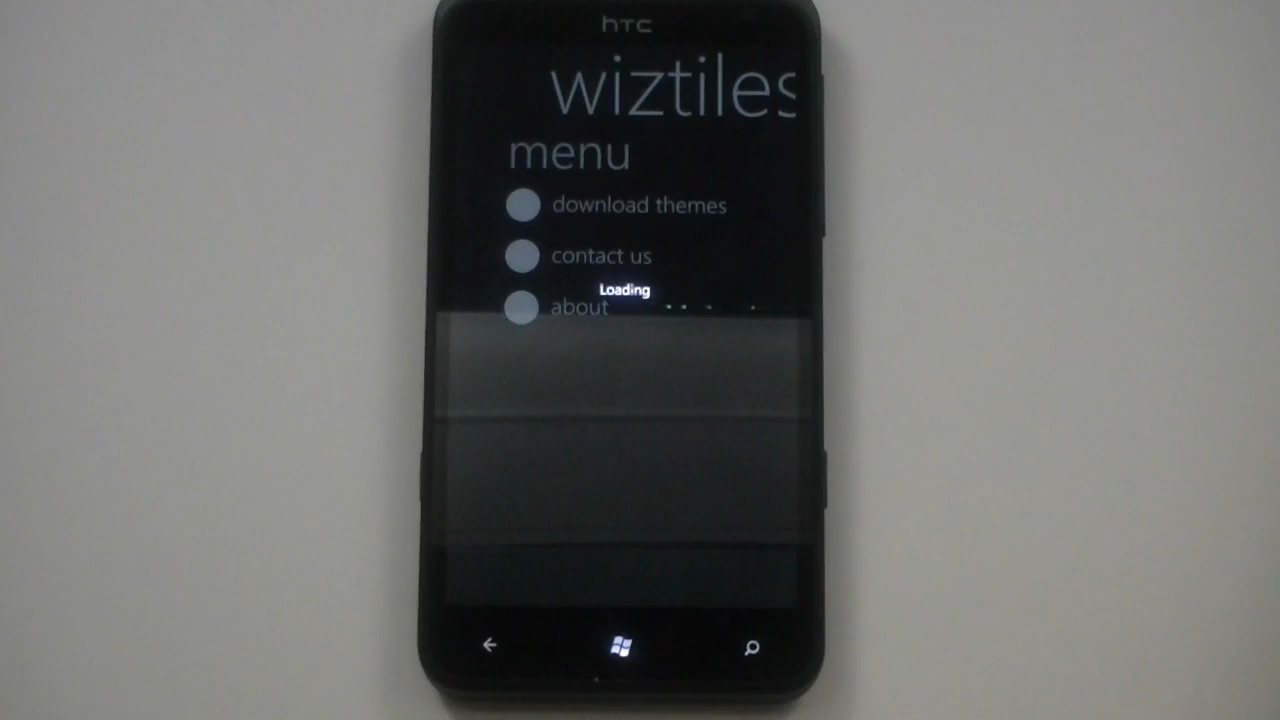 htc
wiztiles
menu
download themes
contact us
Loading
about